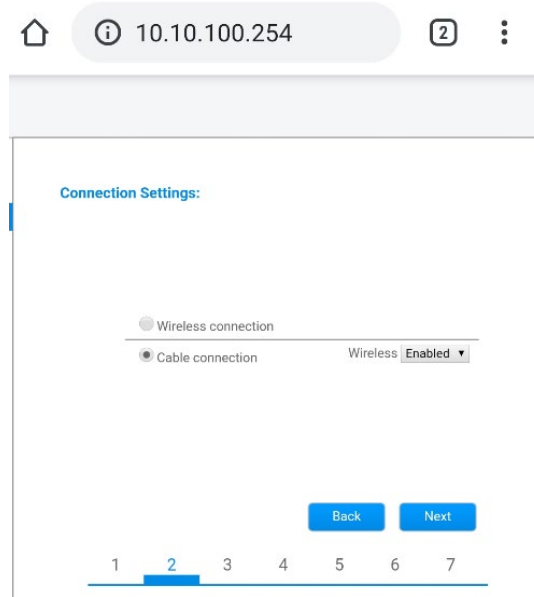 10.10.100.254 2
Connection Settings:
Wireless connection
Cable connection Wireless Enabled
Back Next
1 2 3 4 5 6 7